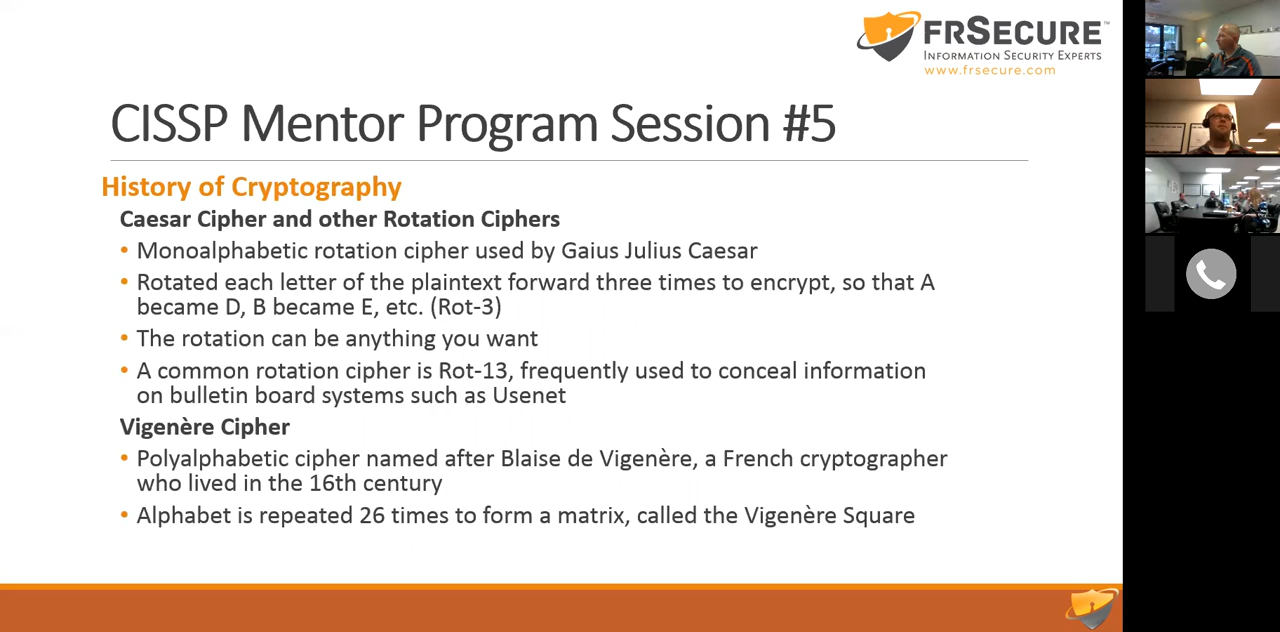 FRSECURE™
INFORMATION SECURITY EXPERTS
www.frsecure.com
CISSP Mentor Program Session #5
History of Cryptography
Caesar Cipher and other Rotation Ciphers
• Monoalphabetic rotation cipher used by Gaius Julius Caesar
• Rotated each letter of the plaintext forward three times to encrypt, so that A
became D, B became E, etc. (Rot-3)
• The rotation can be anything you want
• A common rotation cipher is Rot-13, frequently used to conceal information
on bulletin board systems such as Usenet
Vigenère Cipher
• Polyalphabetic cipher named after Blaise de Vigenère, a French cryptographer
who lived in the 16th century
• Alphabet is repeated 26 times to form a matrix, called the Vigenère Square